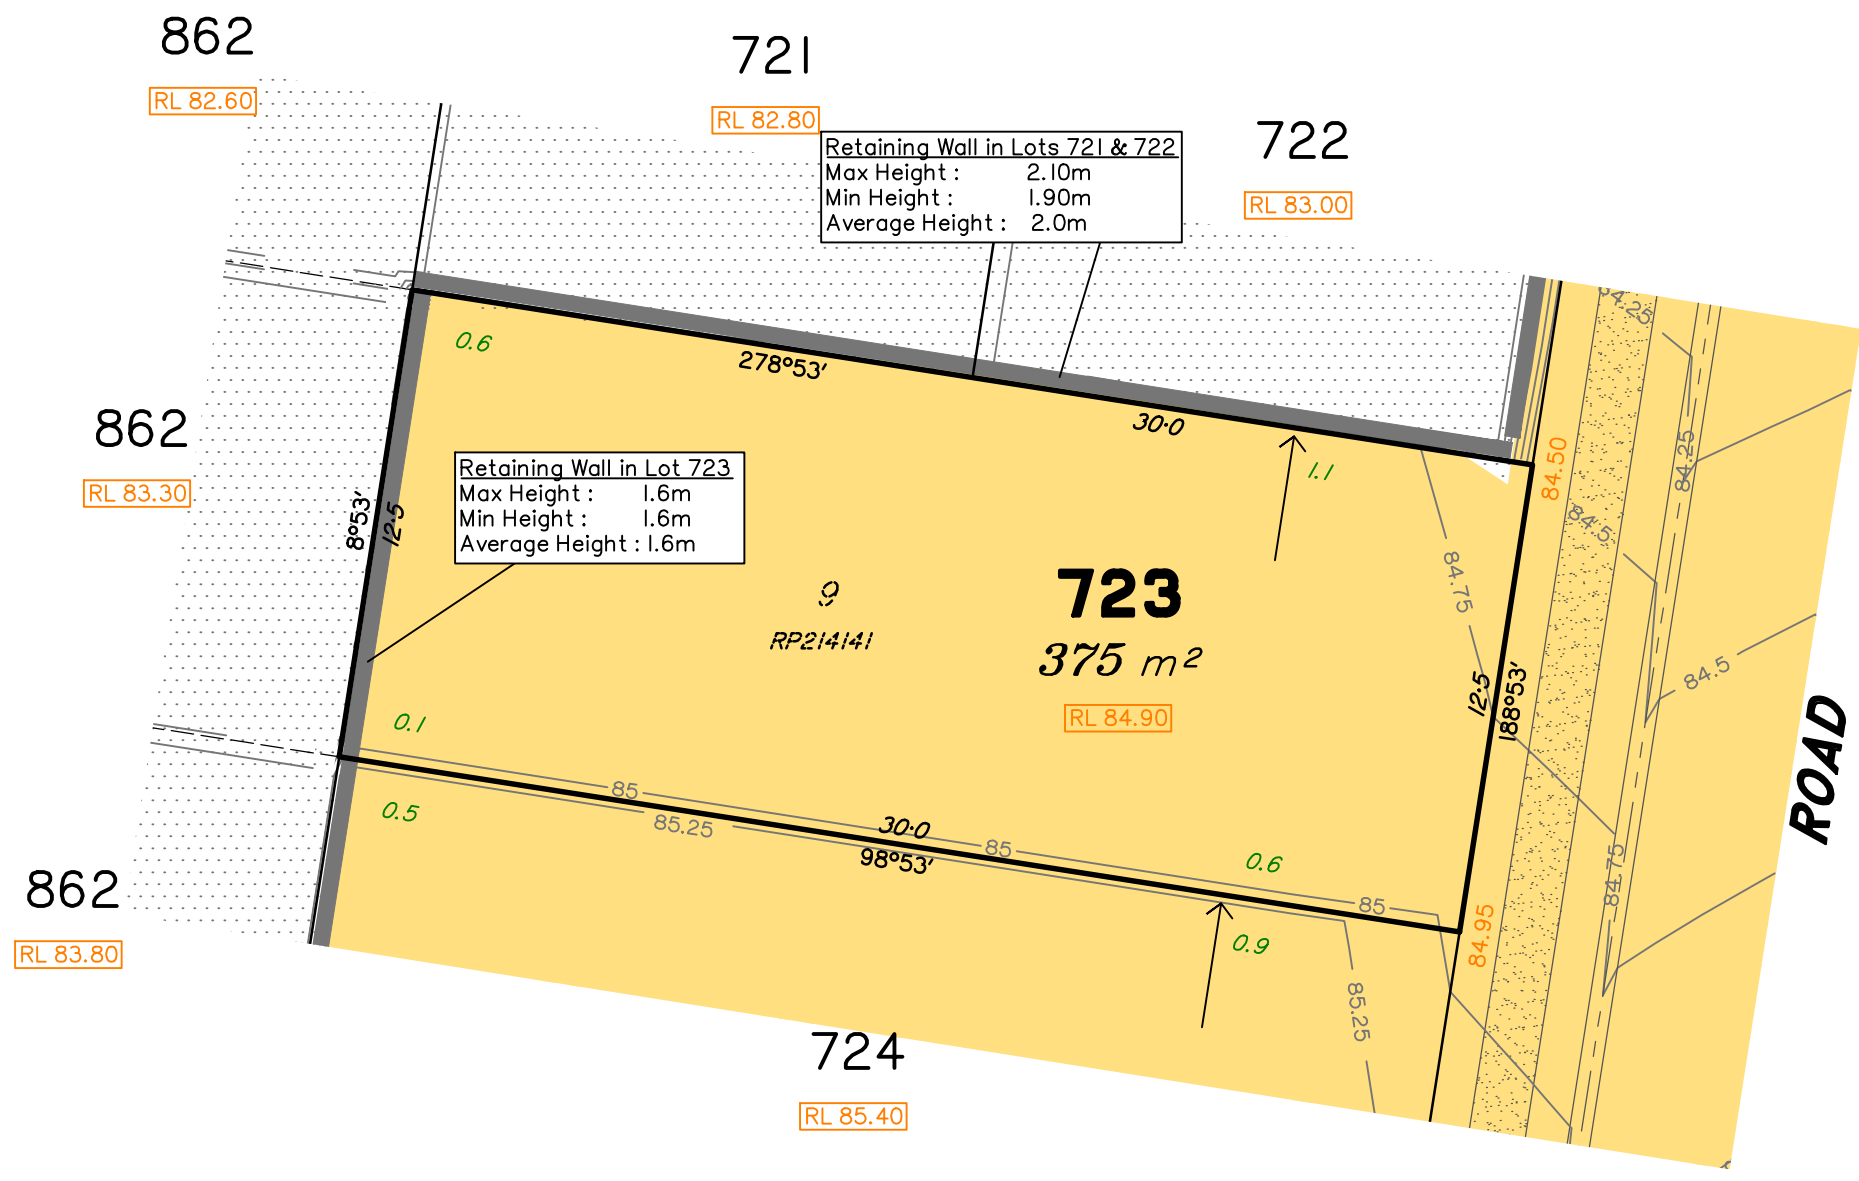 862
RL 82.60
721
RL 82.80
722
RL 83.00
Retaining Wall in Lots 721 & 722
Max Height : 2.10m
Min Height : 1.90m
Average Height : 2.0m
84.25
0.6
278°53'
30·0
1.1
84.50
84.25
84.5
862
RL 83.30
8°53'
12·5
Retaining Wall in Lot 723
Max Height : 1.6m
Min Height : 1.6m
Average Height : 1.6m
9
RP214141
723
375 m²
RL 84.90
84.75
12·5
188°53'
84.5
ROAD
0.1
0.5
85
85.25
30·0
98°53'
85
0.6
85
84.75
84.95
0.9
85.25
862
RL 83.80
724
RL 85.40